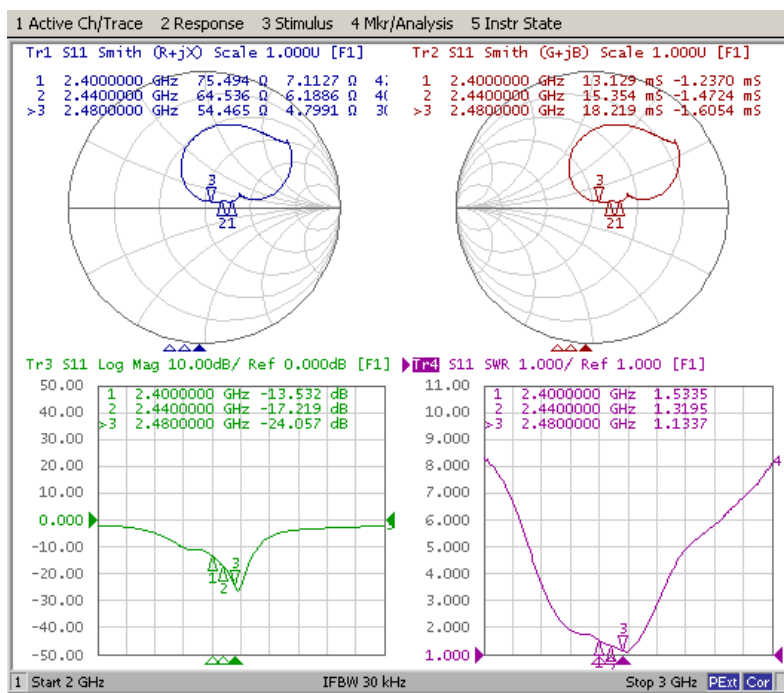 1 Active Ch/Trace 2 Response 3 Stimulus 4 Mkr/Analysis 5 Instr State
Tr1 S11 Smith (R+jX) Scale 1.000U [F1]
1 2.4000000 GHz 75.494 Ω 7.1127 Ω
2 2.4400000 GHz 64.536 Ω 6.1886 Ω
>3 2.4800000 GHz 54.465 Ω 4.7991 Ω
3
21
Tr2 S11 Smith (G+jB) Scale 1.000U [F1]
1 2.4000000 GHz 13.129 mS -1.2370 mS
2 2.4400000 GHz 15.354 mS -1.4724 mS
>3 2.4800000 GHz 18.219 mS -1.6054 mS
3
21
Tr3 S11 Log Mag 10.00dB/ Ref 0.000dB [F1]
50.00
40.00
30.00
20.00
10.00
0.000
-10.00
-20.00
-30.00
-40.00
-50.00
1 2.4000000 GHz -13.532 dB
2 2.4400000 GHz -17.219 dB
>3 2.4800000 GHz -24.057 dB
3
1
2
Tr4 S11 SWR 1.000/ Ref 1.000 [F1]
11.00
10.00
9.000
8.000
7.000
6.000
5.000
4.000
3.000
2.000
1.000
1 2.4000000 GHz 1.5335
2 2.4400000 GHz 1.3195
>3 2.4800000 GHz 1.1337
4
3
1 Start 2 GHz IFBW 30 kHz Stop 3 GHz PExt Cor